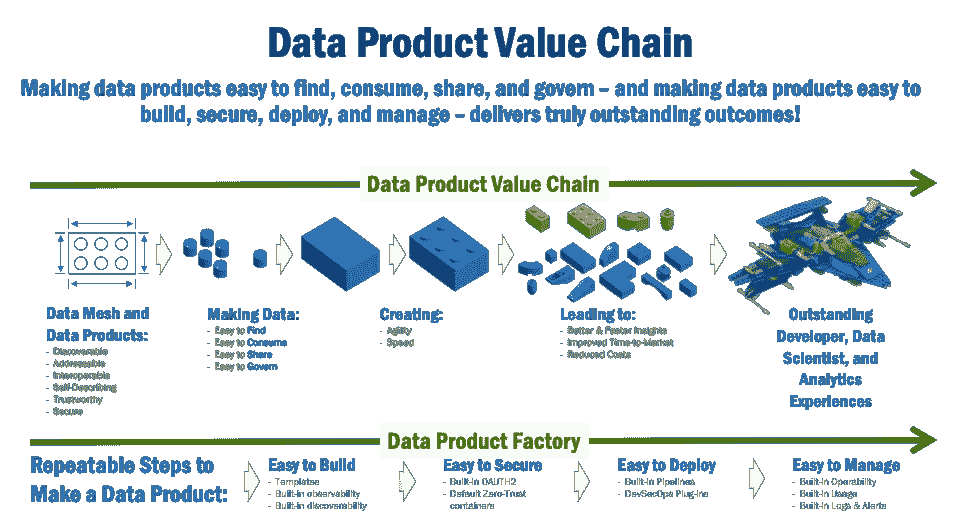 Data Product Value Chain
Making data products easy to find, consume, share, and govern – and making data products easy to
build, secure, deploy, and manage – delivers truly outstanding outcomes!
Data Product Value Chain
Data Mesh and
Data Products:
- Discoverable
- Addressable
- Interoperable
- Self-Describing
- Trustworthy
- Secure
Making Data:
- Easy to Find
- Easy to Consume
- Easy to Share
- Easy to Govern
Creating:
- Agility
- Speed
Leading to:
- Better & Faster Insights
- Improved Time-to-Market
- Reduced Costs
Outstanding
Developer, Data
Scientist, and
Analytics
Experiences
Data Product Factory
Repeatable Steps to
Make a Data Product:
Easy to Build
- Templatse
- Built-in observability
- Built-in discoverability
Easy to Secure
- Built-in OAUTH2
- Default Zero-Trust
containers
Easy to Deploy
- Built-in Pipelines
- DevSecOps Plug-ins
Easy to Manage
- Built-in Operability
- Built-in Usage
- Built-in Logs & Alerts